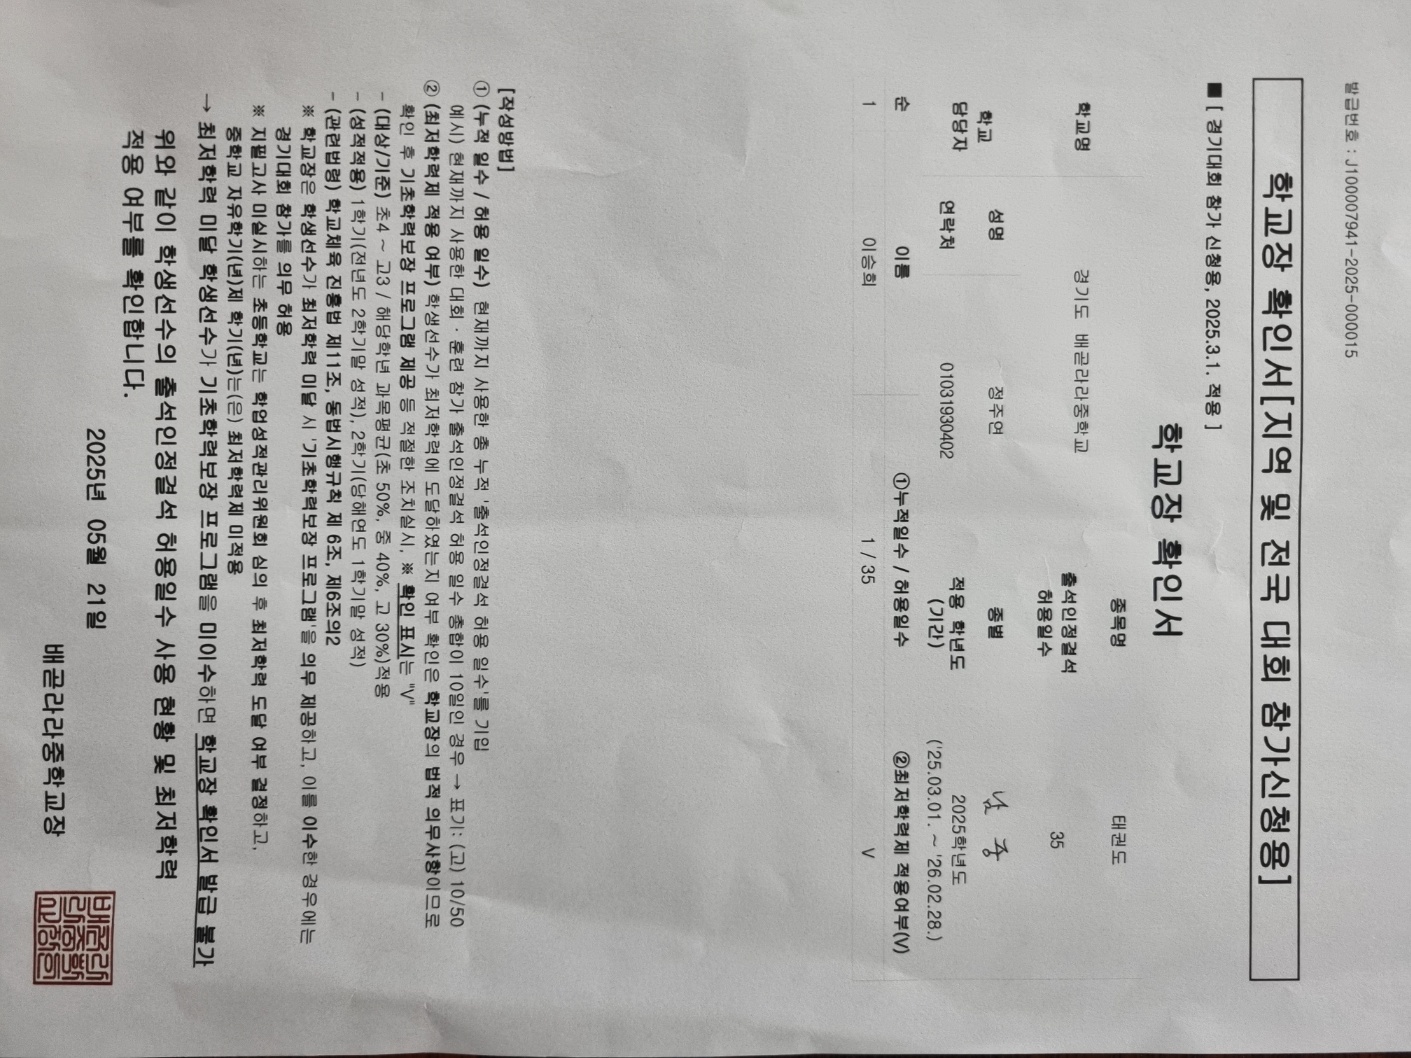 발급번호 : J100007941-2025-000015
학교장 확인서[지역 및 전국 대회 참가신청용]
■ [ 경기대회 참가 신청용, 2025.3.1. 적용 ]
학교장 확인서
학교명 경기도 배곧라라중학교 종목명 태권도
출석인정결석 허용일수 35
학교 담당자 성명 정주연 종별 남 중
연락처 01031930402 적용 학년도 (기간) 2025학년도 ('25.03.01. ~ '26.02.28.)
순 이름 ①누적일수 / 허용일수 ②최저학력제 적용여부(V)
1 이승희 1 / 35 V
[작성방법]
① (누적 일수 / 허용 일수) 현재까지 사용한 총 누적 '출석인정결석 허용 일수'를 기입
예시) 현재까지 사용한 대회 · 훈련 참가 출석인정결석 허용 일수 총합이 10일인 경우 → 표기: (고) 10/50
② (최저학력제 적용 여부) 학생선수가 최저학력에 도달하였는지 여부 확인은 학교장의 법적 의무사항이므로
확인 후 기초학력보장 프로그램 제공 등 적절한 조치실시, ※ 확인 표시는 "V"
- (대상/기준) 초4 ~ 고3 / 해당학년 과목평균(초 50%, 중 40%, 고 30%)적용
- (성적적용) 1학기(전년도 2학기말 성적), 2학기(당해연도 1학기말 성적)
- (관련법령) 학교체육 진흥법 제11조, 동법시행규칙 제 6조, 제6조의2
※ 학교장은 학생선수가 최저학력 미달 시 '기초학력보장 프로그램'을 의무 제공하고, 이를 이수한 경우에는
경기대회 참가를 의무 허용
※ 지필고사 미실시하는 초등학교는 학업성적관리위원회 심의 후 최저학력 도달 여부 결정하고,
중학교 자유학기(년)제 학기(년)는(은) 최저학력제 미적용
→ 최저학력 미달 학생선수가 기초학력보장 프로그램을 미이수하면 학교장 확인서 발급 불가
위와 같이 학생선수의 출석인정결석 허용일수 사용 현황 및 최저학력
적용 여부를 확인합니다.
2025년 05월 21일
배곧라라중학교장